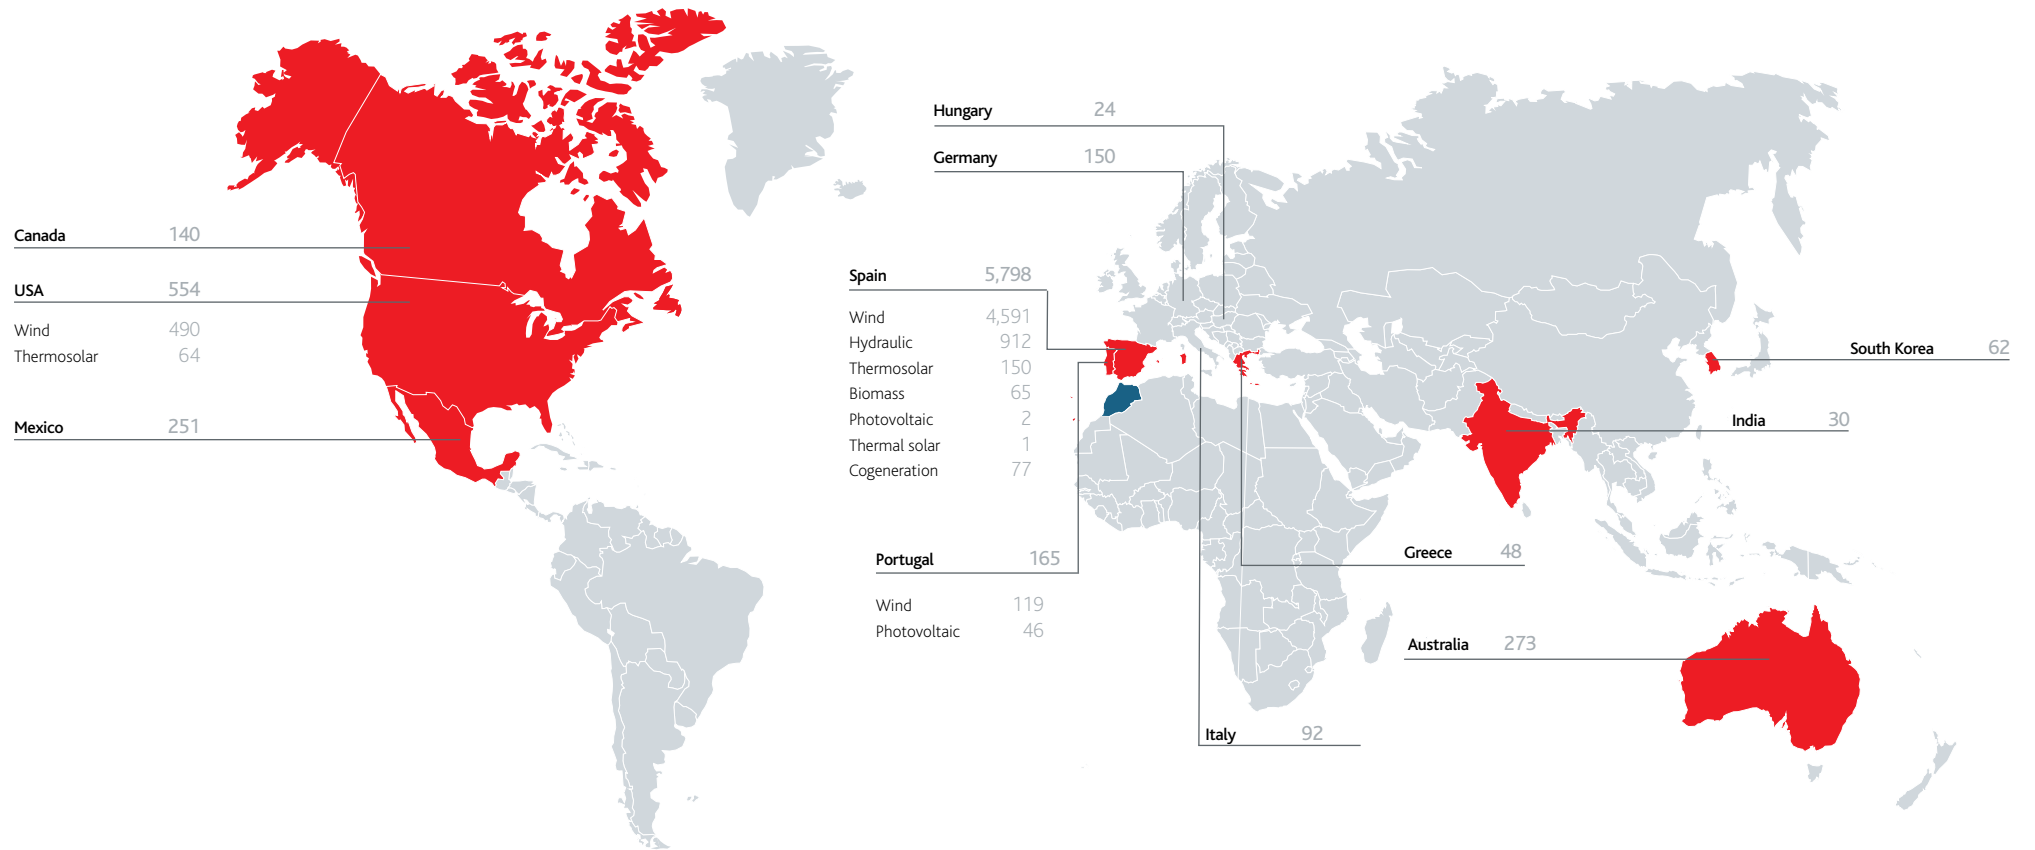 Canada 140
USA 554
Wind 490
Thermosolar 64
Mexico 251
Hungary 24
Germany 150
Spain 5,798
Wind 4,591
Hydraulic 912
Thermosolar 150
Biomass 65
Photovoltaic 2
Thermal solar 1
Cogeneration 77
Portugal 165
Wind 119
Photovoltaic 46
South Korea 62
India 30
Greece 48
Australia 273
Italy 92